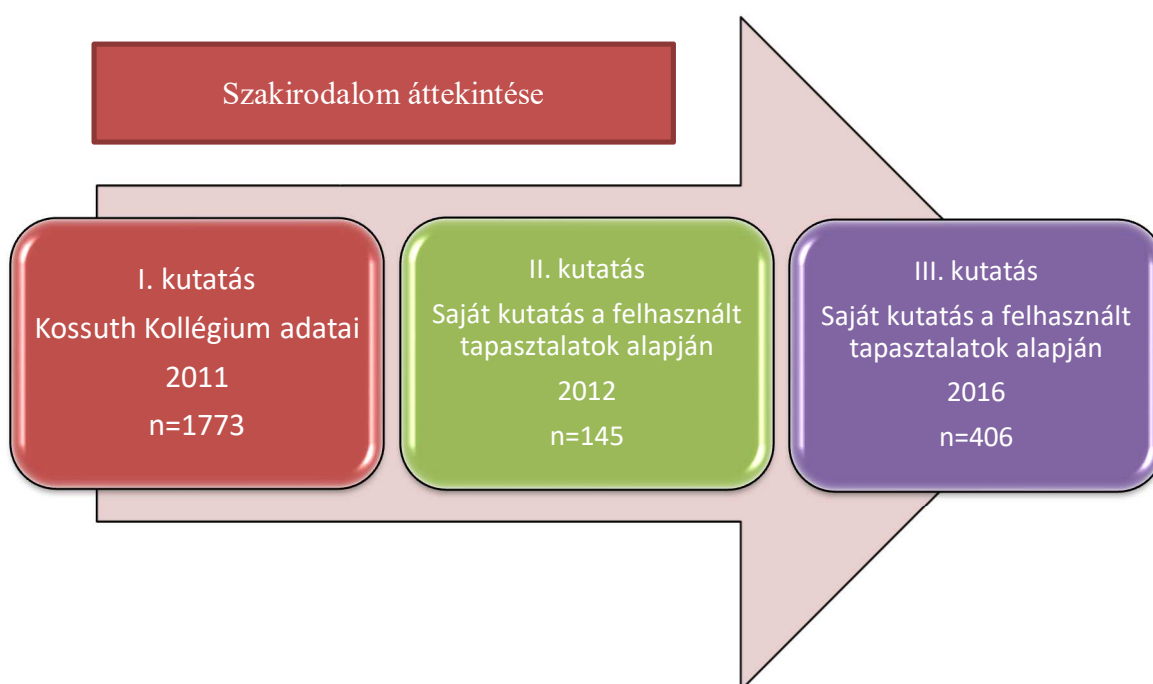 Szakirodalom áttekintése
I. kutatás
Kossuth Kollégium adatai
2011
n=1773
II. kutatás
Saját kutatás a felhasznált
tapasztalatok alapján
2012
n=145
III. kutatás
Saját kutatás a felhasznált
tapasztalatok alapján
2016
n=406